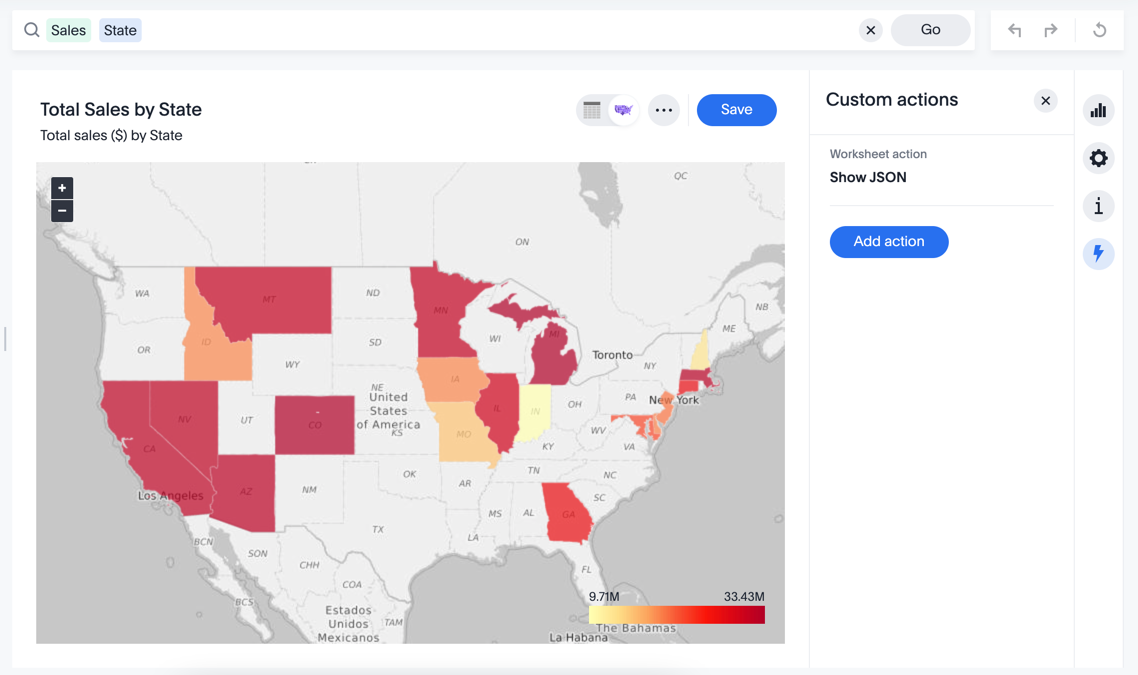 Sales State
Go
Total Sales by State
Total sales ($) by State
Save
Custom actions
Worksheet action
Show JSON
Add action
+
−
QC
ON
WA
MT
ND
MN
NB
ME
OR
ID
SD
WI
MI
Toronto
NY
WY
IA
NE
United
States
of America
PA
New York
NV
UT
CO
KS
MO
IL
IN
OH
WV
VA
KY
CA
Los Angeles
AZ
NM
OK
AR
TN
NC
SC
MS
AL
GA
TX
LA
BCN
SON
CHH
COA
FL
BCS
Estados
Unidos
Mexicanos
TAM
9.71M 33.43M
The Bahamas
La Habana